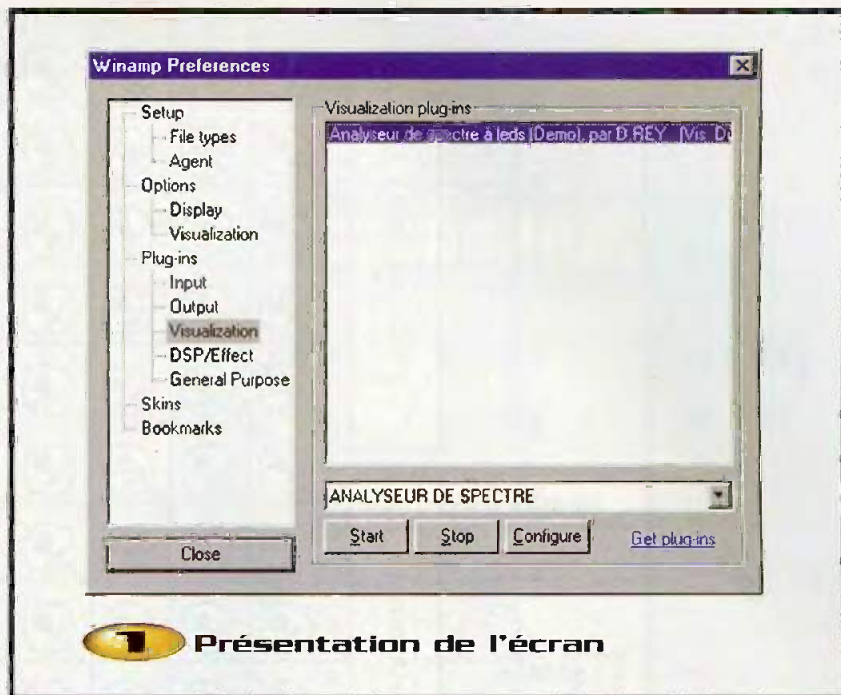 Winamp Preferences
Setup
File types
Agent
Options
Display
Visualization
Plug-ins
Input
Output
Visualization
DSP/Effect
General Purpose
Skins
Bookmarks
Close
Visualization plug-ins
Analyseur de spectre à leds (Demo), par D.REY (Vis_D
ANALYSEUR DE SPECTRE
Start Stop Configure Get plug-ins
1 Présentation de l'écran